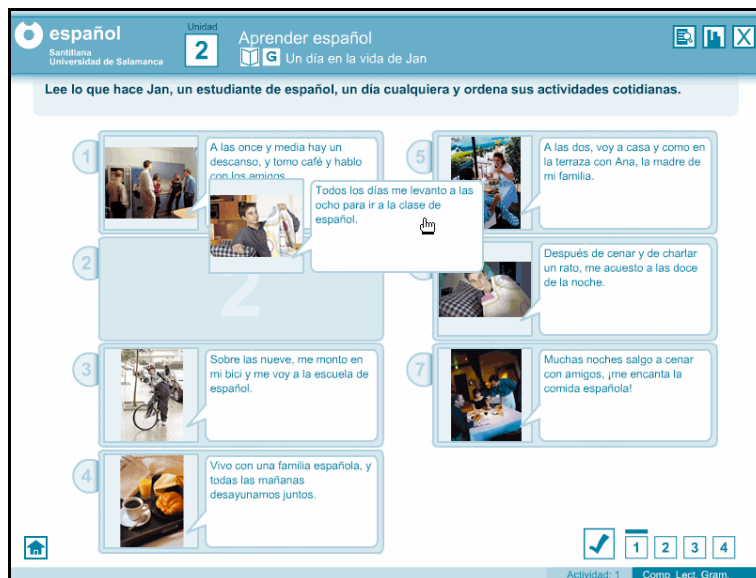 español
Santillana
Universidad de Salamanca
Unidad
2
Aprender español
G Un día en la vida de Jan
Lee lo que hace Jan, un estudiante de español, un día cualquiera y ordena sus actividades cotidianas.
1
A las once y media hay un
descanso, y tomo café y hablo
con los amigos.
Todos los días me levanto a las
ocho para ir a la clase de
español.
2
2
3
Sobre las nueve, me monto en
mi bici y me voy a la escuela de
español.
4
Vivo con una familia española, y
todas las mañanas
desayunamos juntos.
5
A las dos, voy a casa y como en
la terraza con Ana, la madre de
mi familia.
Después de cenar y de charlar
un rato, me acuesto a las doce
de la noche.
7
Muchas noches salgo a cenar
con amigos, ¡me encanta la
comida española!
1 2 3 4
Actividad: 1 Comp. Lect. Gram.